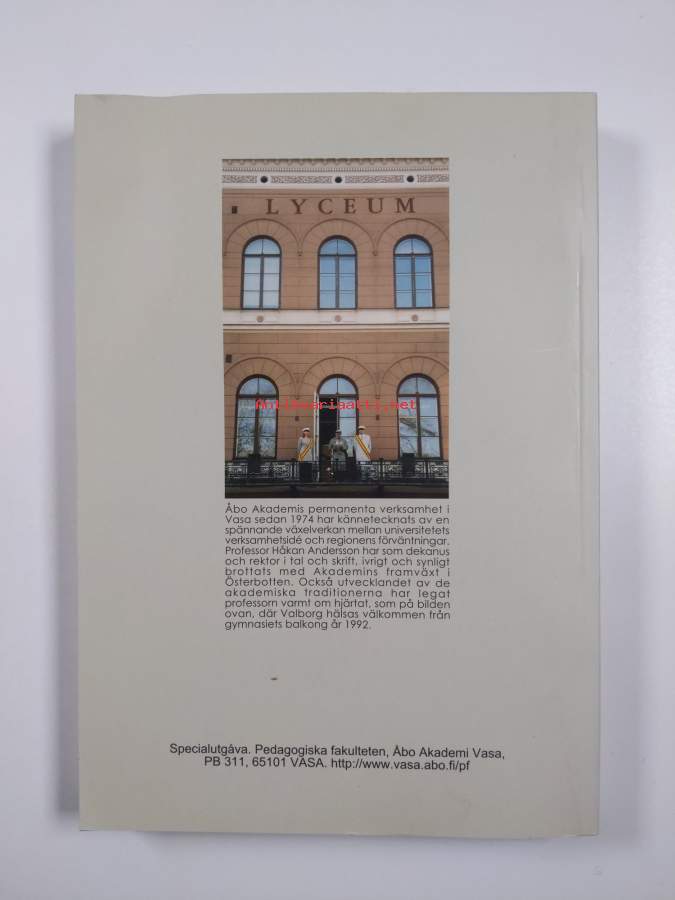 LYCEUM
Antikvariaatti.net
Åbo Akademis permanenta verksamhet i
Vasa sedan 1974 har kännetecknats av en
spännande växelverkan mellan universitetets
verksamhetsidé och regionens förväntningar.
Professor Håkan Andersson har som dekanus
och rektor i tal och skrift, ivrigt och synligt
brottats med Akademins framväxt i
Österbotten. Också utvecklandet av de
akademiska traditionerna har legat
professorn varmt om hjärtat, som på bilden
ovan, där Valborg hälsas välkommen från
gymnasiets balkong år 1992.
Specialutgåva. Pedagogiska fakulteten, Åbo Akademi Vasa,
PB 311, 65101 VASA. http://www.vasa.abo.fi/pf